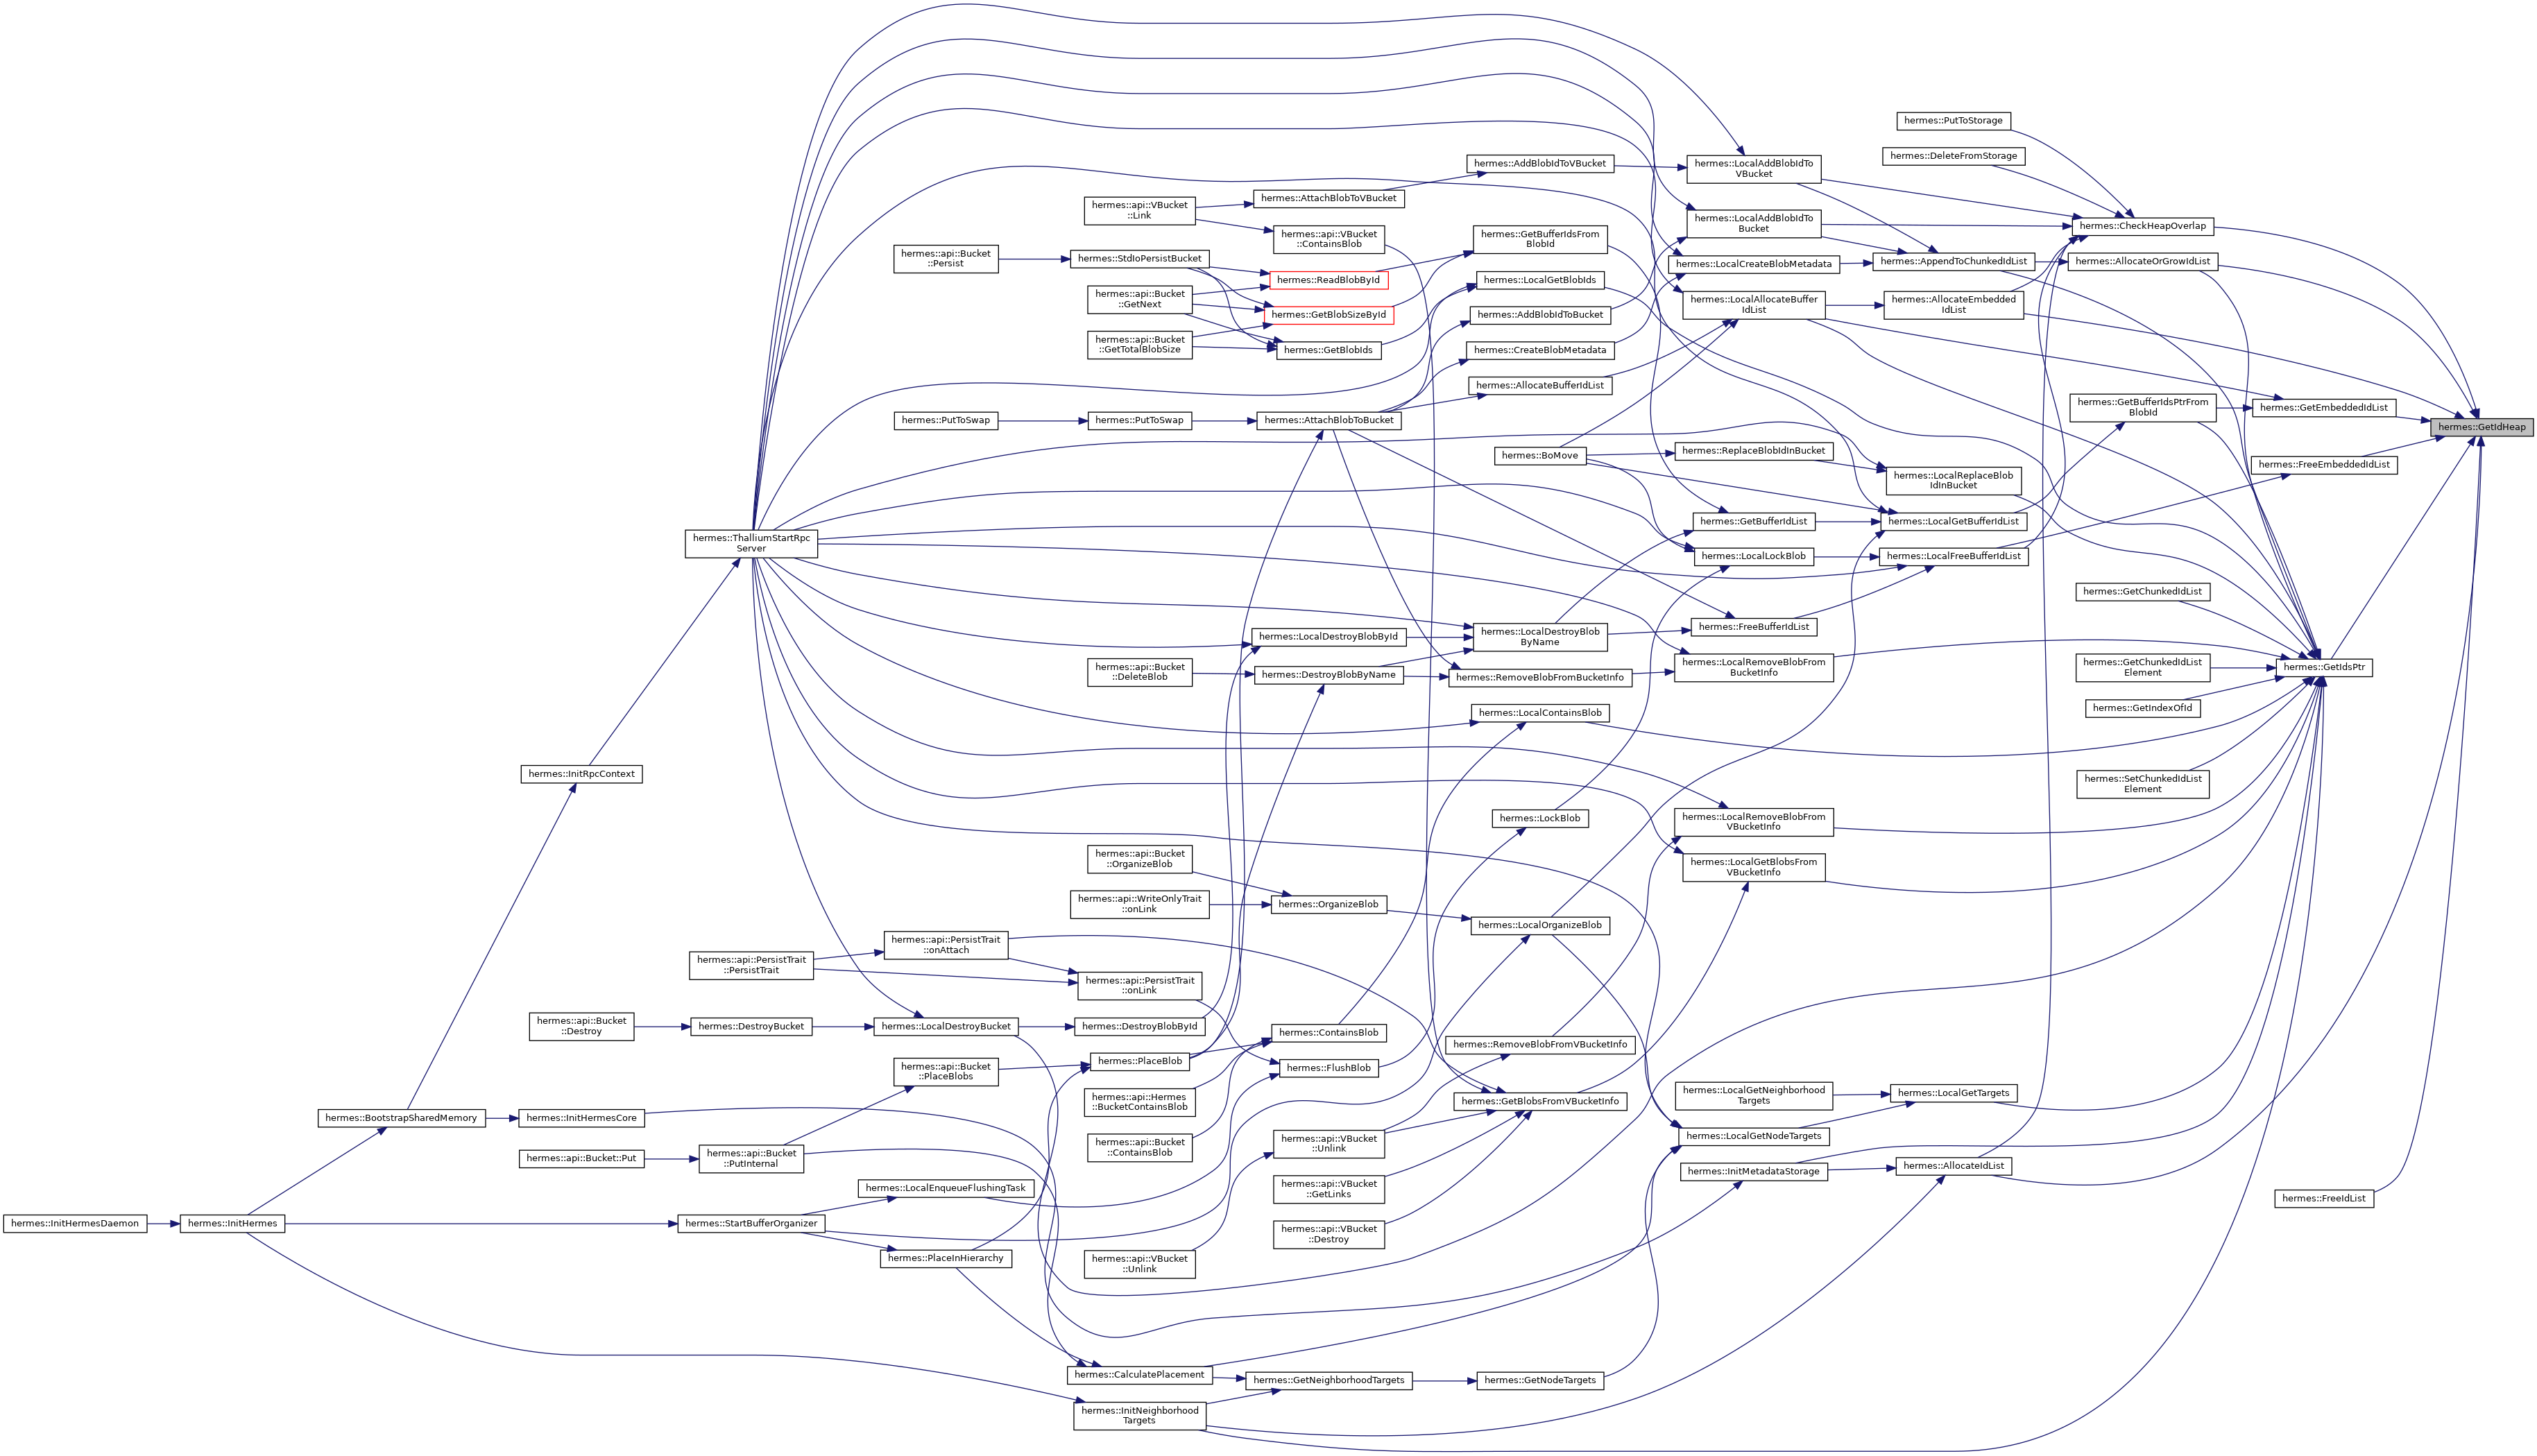 hermes::PutToStorage
hermes::DeleteFromStorage
hermes::AddBlobIdToVBucket
hermes::LocalAddBlobIdTo
VBucket
hermes::AttachBlobToVBucket
hermes::api::VBucket
::Link
hermes::LocalAddBlobIdTo
Bucket
hermes::CheckHeapOverlap
hermes::api::VBucket
::ContainsBlob
hermes::GetBufferIdsFrom
BlobId
hermes::api::Bucket
::Persist
hermes::StdIoPersistBucket
hermes::LocalCreateBlobMetadata
hermes::AppendToChunkedIdList
hermes::AllocateOrGrowIdList
hermes::ReadBlobById
hermes::LocalGetBlobIds
hermes::api::Bucket
::GetNext
hermes::LocalAllocateBuffer
IdList
hermes::AllocateEmbedded
IdList
hermes::GetBlobSizeById
hermes::AddBlobIdToBucket
hermes::api::Bucket
::GetTotalBlobSize
hermes::GetBlobIds
hermes::CreateBlobMetadata
hermes::AllocateBufferIdList
hermes::GetBufferIdsPtrFrom
BlobId
hermes::GetEmbeddedIdList
hermes::PutToSwap
hermes::PutToSwap
hermes::AttachBlobToBucket
hermes::GetIdHeap
hermes::BoMove
hermes::ReplaceBlobIdInBucket
hermes::FreeEmbeddedIdList
hermes::LocalReplaceBlob
IdInBucket
hermes::GetBufferIdList
hermes::LocalGetBufferIdList
hermes::ThalliumStartRpc
Server
hermes::LocalLockBlob
hermes::LocalFreeBufferIdList
hermes::GetChunkedIdList
hermes::FreeBufferIdList
hermes::LocalDestroyBlobById
hermes::LocalDestroyBlob
ByName
hermes::api::Bucket
::DeleteBlob
hermes::DestroyBlobByName
hermes::RemoveBlobFromBucketInfo
hermes::LocalRemoveBlobFrom
BucketInfo
hermes::GetChunkedIdList
Element
hermes::GetIdsPtr
hermes::LocalContainsBlob
hermes::GetIndexOfId
hermes::InitRpcContext
hermes::SetChunkedIdList
Element
hermes::LockBlob
hermes::LocalRemoveBlobFrom
VBucketInfo
hermes::api::Bucket
::OrganizeBlob
hermes::LocalGetBlobsFrom
VBucketInfo
hermes::api::WriteOnlyTrait
::onLink
hermes::OrganizeBlob
hermes::LocalOrganizeBlob
hermes::api::PersistTrait
::onAttach
hermes::api::PersistTrait
::PersistTrait
hermes::api::PersistTrait
::onLink
hermes::api::Bucket
::Destroy
hermes::DestroyBucket
hermes::LocalDestroyBucket
hermes::DestroyBlobById
hermes::ContainsBlob
hermes::RemoveBlobFromVBucketInfo
hermes::PlaceBlob
hermes::api::Bucket
::PlaceBlobs
hermes::FlushBlob
hermes::api::Hermes
::BucketContainsBlob
hermes::GetBlobsFromVBucketInfo
hermes::LocalGetNeighborhood
Targets
hermes::LocalGetTargets
hermes::BootstrapSharedMemory
hermes::InitHermesCore
hermes::api::Bucket
::ContainsBlob
hermes::api::VBucket
::Unlink
hermes::LocalGetNodeTargets
hermes::api::Bucket::Put
hermes::api::Bucket
::PutInternal
hermes::InitMetadataStorage
hermes::AllocateIdList
hermes::LocalEnqueueFlushingTask
hermes::api::VBucket
::GetLinks
hermes::FreeIdList
hermes::InitHermesDaemon
hermes::InitHermes
hermes::StartBufferOrganizer
hermes::api::VBucket
::Destroy
hermes::PlaceInHierarchy
hermes::api::VBucket
::Unlink
hermes::CalculatePlacement
hermes::GetNeighborhoodTargets
hermes::GetNodeTargets
hermes::InitNeighborhood
Targets